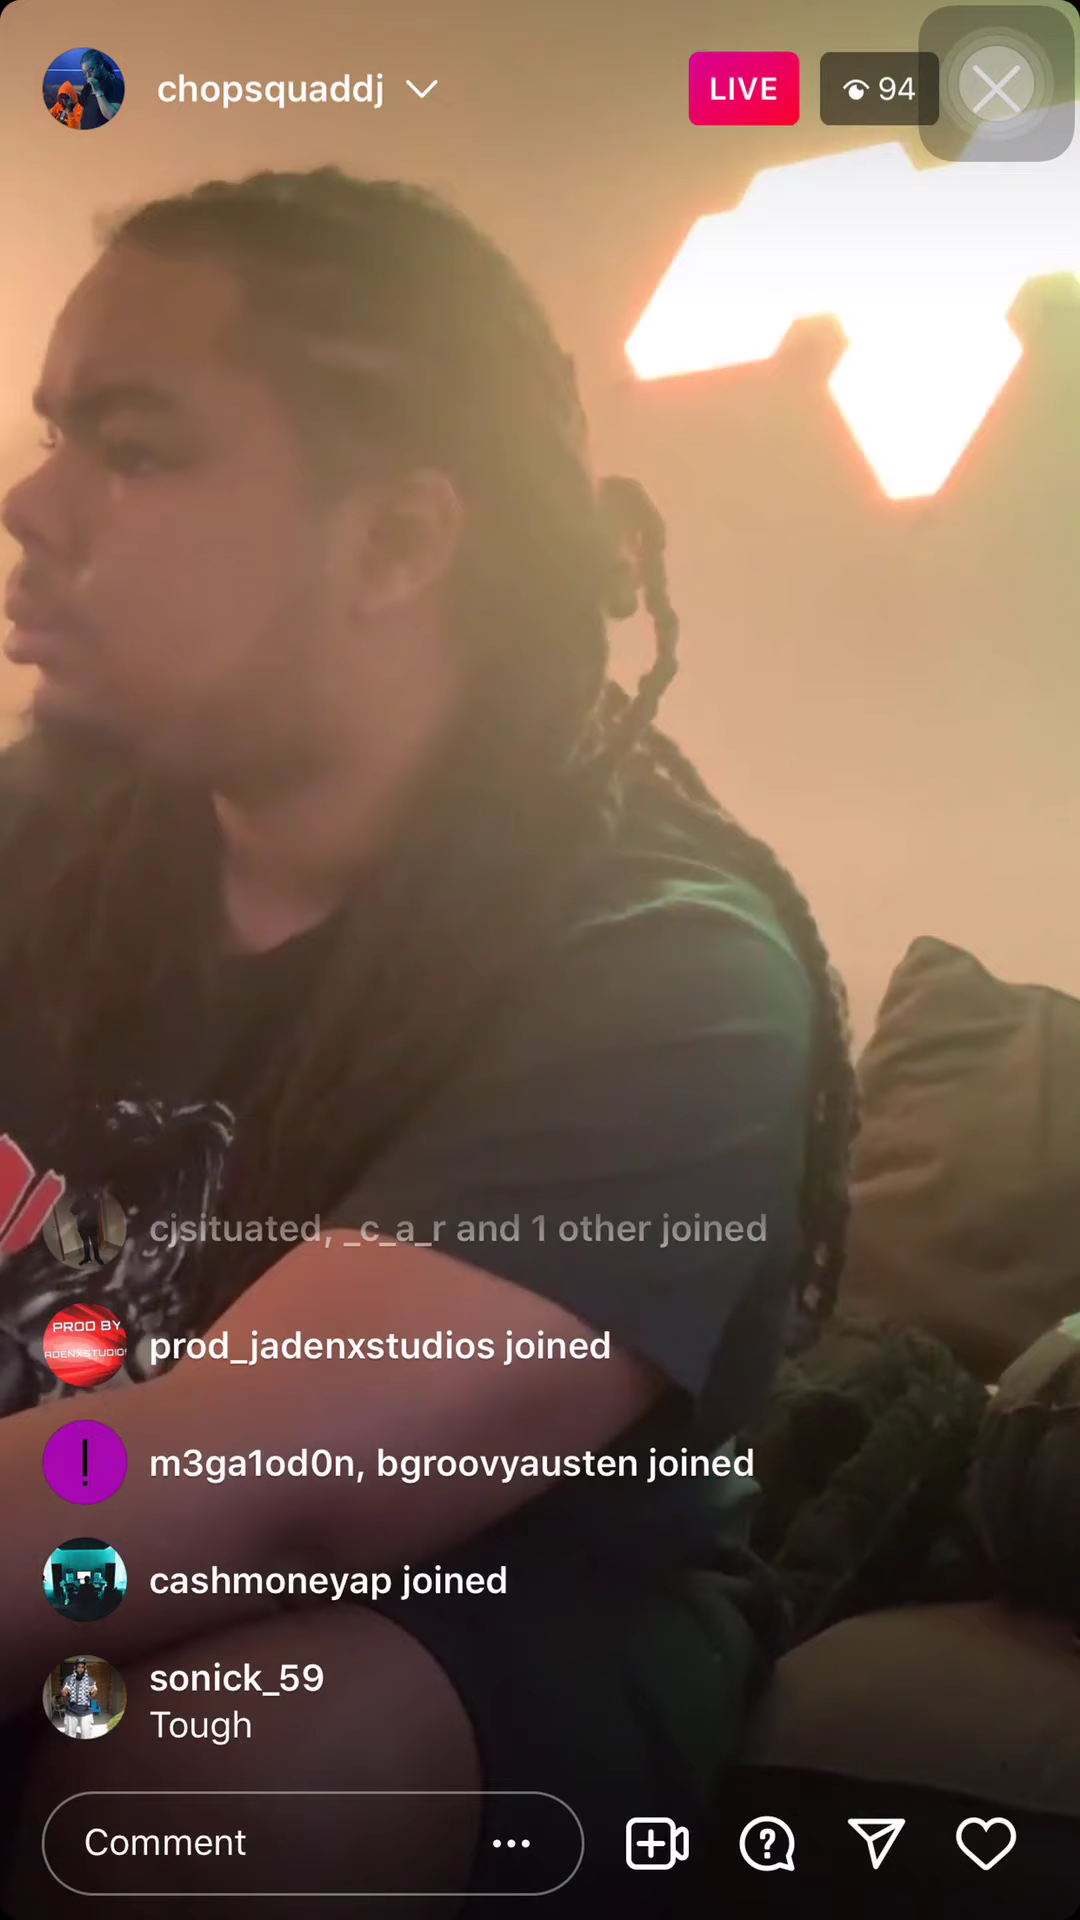 chopsquaddj
LIVE
94
cjsituated, _c_a_r and 1 other joined
PROD BY
prod_jadenxstudios joined
m3ga1od0n, bgroovyausten joined
!
cashmoneyap joined
sonick_59
Tough
Comment